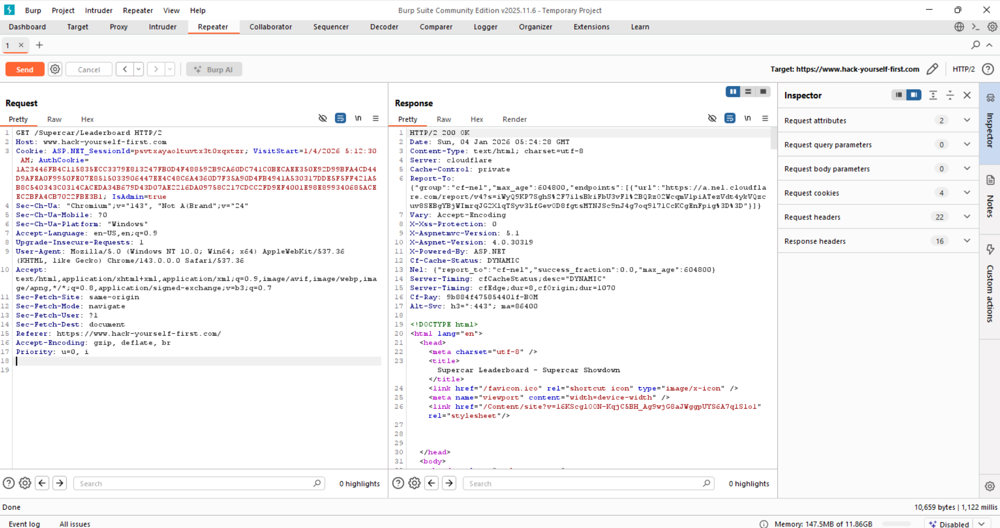 Burp Project Intruder Repeater View Help Burp Suite Community Edition v2025.11.6 - Temporary Project
Dashboard Target Proxy Intruder Repeater Collaborator Sequencer Decoder Comparer Logger Organizer Extensions Learn
1
Send Cancel Burp AI Target: https://www.hack-yourself-first.com HTTP/2
Request
Pretty Raw Hex \n
1 GET /Supercar/Leaderboard HTTP/2
2 Host: www.hack-yourself-first.com
3 Cookie: ASP.NET_SessionId=psvtxayaoltuvtx3t0xqxtzr; VisitStart=1/4/2026 5:12:30
AM; AuthCookie=
1A23446FB4C115835ECC3379E813247FB0D4F488592B9CA60DC741C0BECAEE350E92D99BFA4CD44
D9AFEA0F9950FE07E8515033906447EE4C48C6A4360D7F35A90D4FB4941A530317DDE5F5FF421A5
B8C540343C0314CACEDA34B679D43D07AE2216DA09758C217CDCC2FD9EF4001E98E899340685ACE
EC2BFA4CB7022FBE3B1; IsAdmin=true
4 Sec-Ch-Ua: "Chromium";v="143", "Not A(Brand";v="24"
5 Sec-Ch-Ua-Mobile: ?0
6 Sec-Ch-Ua-Platform: "Windows"
7 Accept-Language: en-US,en;q=0.9
8 Upgrade-Insecure-Requests: 1
9 User-Agent: Mozilla/5.0 (Windows NT 10.0; Win64; x64) AppleWebKit/537.36
(KHTML, like Gecko) Chrome/143.0.0.0 Safari/537.36
10 Accept:
text/html,application/xhtml+xml,application/xml;q=0.9,image/avif,image/webp,ima
ge/apng,*/*;q=0.8,application/signed-exchange;v=b3;q=0.7
11 Sec-Fetch-Site: same-origin
12 Sec-Fetch-Mode: navigate
13 Sec-Fetch-User: ?1
14 Sec-Fetch-Dest: document
15 Referer: https://www.hack-yourself-first.com/
16 Accept-Encoding: gzip, deflate, br
17 Priority: u=0, i
18
19
Search 0 highlights
Response
Pretty Raw Hex Render \n
1 HTTP/2 200 OK
2 Date: Sun, 04 Jan 2026 05:24:28 GMT
3 Content-Type: text/html; charset=utf-8
4 Server: cloudflare
5 Cache-Control: private
6 Report-To:
{"group":"cf-nel","max_age":604800,"endpoints":[{"url":"https://a.nel.cloudfla
re.com/report/v4?s=iWyQ9KP7SghS%2F7ilsBkiFbU3vF1%2BQRzO2WcqmVlpiATezVdt4ykVQzc
uv8SEBgYBjWImrqJG2XlqTSyv3LfGev0D8fgtsMTNJSc9nJ4g7oq9l7lCcKCgEnFpig%3D%3D"}]}
7 Vary: Accept-Encoding
8 X-Xss-Protection: 0
9 X-Aspnetmvc-Version: 5.1
10 X-Aspnet-Version: 4.0.30319
11 X-Powered-By: ASP.NET
12 Cf-Cache-Status: DYNAMIC
13 Nel: {"report_to":"cf-nel","success_fraction":0.0,"max_age":604800}
14 Server-Timing: cfCacheStatus;desc="DYNAMIC"
15 Server-Timing: cfEdge;dur=8,cfOrigin;dur=1070
16 Cf-Ray: 9b884f475854401f-BOM
17 Alt-Svc: h3=":443"; ma=86400
18
19 <!DOCTYPE html>
20 <html lang="en">
21 <head>
22 <meta charset="utf-8" />
23 <title>
Supercar Leaderboard - Supercar Showdown
</title>
24 <link href="/favicon.ico" rel="shortcut icon" type="image/x-icon" />
25 <meta name="viewport" content="width=device-width" />
26 <link href="/Content/site?v=16KScgl00N-KqjC5BH_Ag9wjG8aJWggpUYS6A7qlSlo1"
rel="stylesheet"/>
27
28
29
30 </head>
31 <body>
Search 0 highlights
Inspector
Request attributes 2
Request query parameters 0
Request body parameters 0
Request cookies 4
Request headers 22
Response headers 16
Inspector
Notes
Custom actions
Done 10,659 bytes | 1,122 millis
Event log All issues Memory: 147.5MB of 11.86GB Disabled